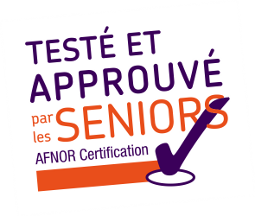 TESTÉ ET
APPROUVÉ
par
les SENIORS
AFNOR Certification